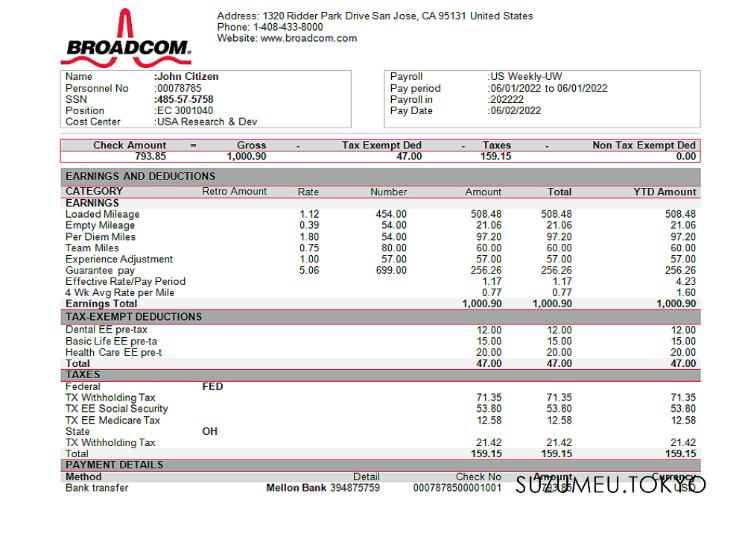 BROADCOM.
Address: 1320 Ridder Park Drive San Jose, CA 95131 United States
Phone: 1-408-433-8000
Website: www.broadcom.com
Name :John Citizen
Personnel No :00078785
SSN :485-57-5758
Position :EC 3001040
Cost Center :USA Research & Dev
Payroll :US Weekly-UW
Pay period :06/01/2022 to 06/01/2022
Payroll in :202222
Pay Date :06/02/2022
Check Amount = Gross - Tax Exempt Ded - Taxes - Non Tax Exempt Ded
793.85 1,000.90 47.00 159.15 0.00
EARNINGS AND DEDUCTIONS
CATEGORY Retro Amount Rate Number Amount Total YTD Amount
EARNINGS
Loaded Mileage 1.12 454.00 508.48 508.48 508.48
Empty Mileage 0.39 54.00 21.06 21.06 21.06
Per Diem Miles 1.80 54.00 97.20 97.20 97.20
Team Miles 0.75 80.00 60.00 60.00 60.00
Experience Adjustment 1.00 57.00 57.00 57.00 57.00
Guarantee pay 5.06 699.00 256.26 256.26 256.26
Effective Rate/Pay Period 1.17 1.17 4.23
4 Wk Avg Rate per Mile 0.77 0.77 1.60
Earnings Total 1,000.90 1,000.90 1,000.90
TAX-EXEMPT DEDUCTIONS
Dental EE pre-tax 12.00 12.00 12.00
Basic Life EE pre-ta 15.00 15.00 15.00
Health Care EE pre-t 20.00 20.00 20.00
Total 47.00 47.00 47.00
TAXES
Federal FED
TX Withholding Tax 71.35 71.35 71.35
TX EE Social Security 53.80 53.80 53.80
TX EE Medicare Tax 12.58 12.58 12.58
State OH
TX Withholding Tax 21.42 21.42 21.42
Total 159.15 159.15 159.15
PAYMENT DETAILS
Method Detail Check No Amount Currency
Bank transfer Mellon Bank 394875759 0007878500001001 793.85 USD
SUZUMEU.TOKYO